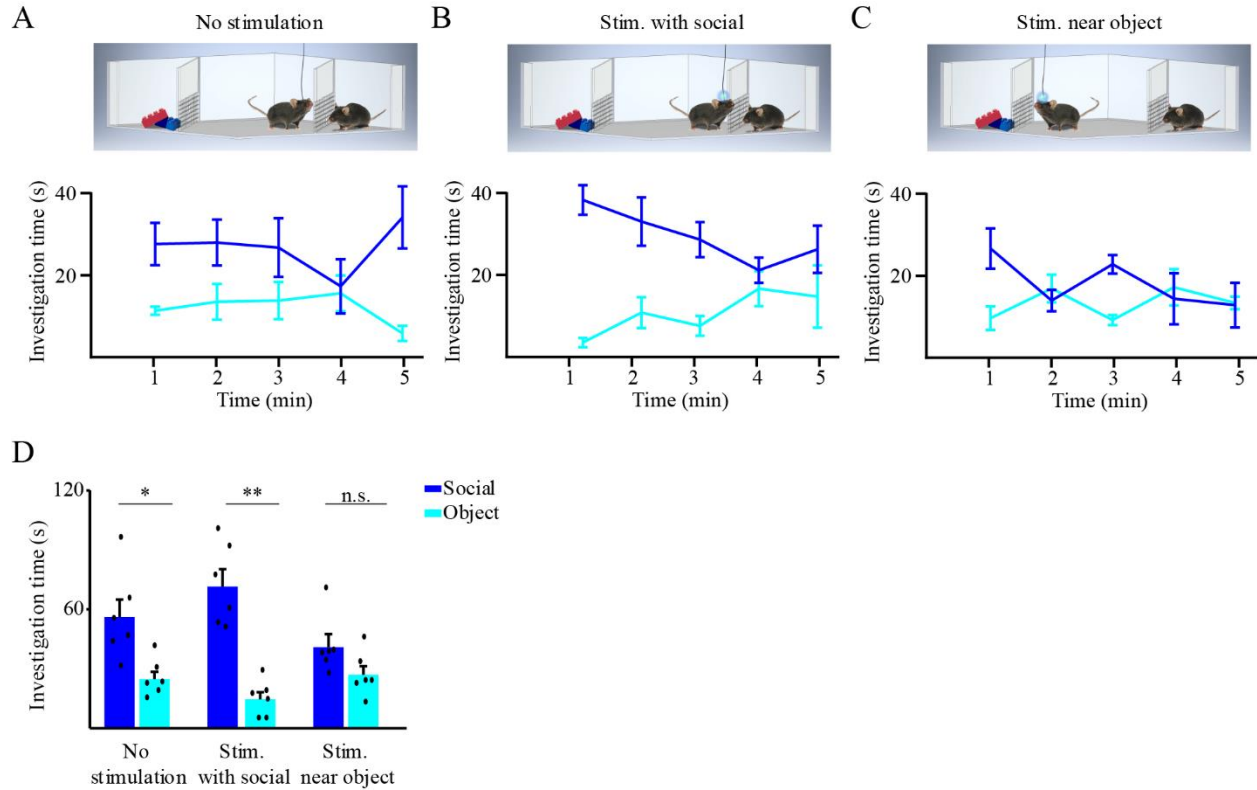 A
No stimulation
Investigation time (s)
40
20
1 2 3 4 5
Time (min)
B
Stim. with social
Investigation time (s)
40
20
1 2 3 4 5
Time (min)
C
Stim. near object
Investigation time (s)
40
20
1 2 3 4 5
Time (min)
D
Investigation time (s)
120
60
* ** n.s.
Social
Object
No
stimulation
Stim.
with social
Stim.
near object